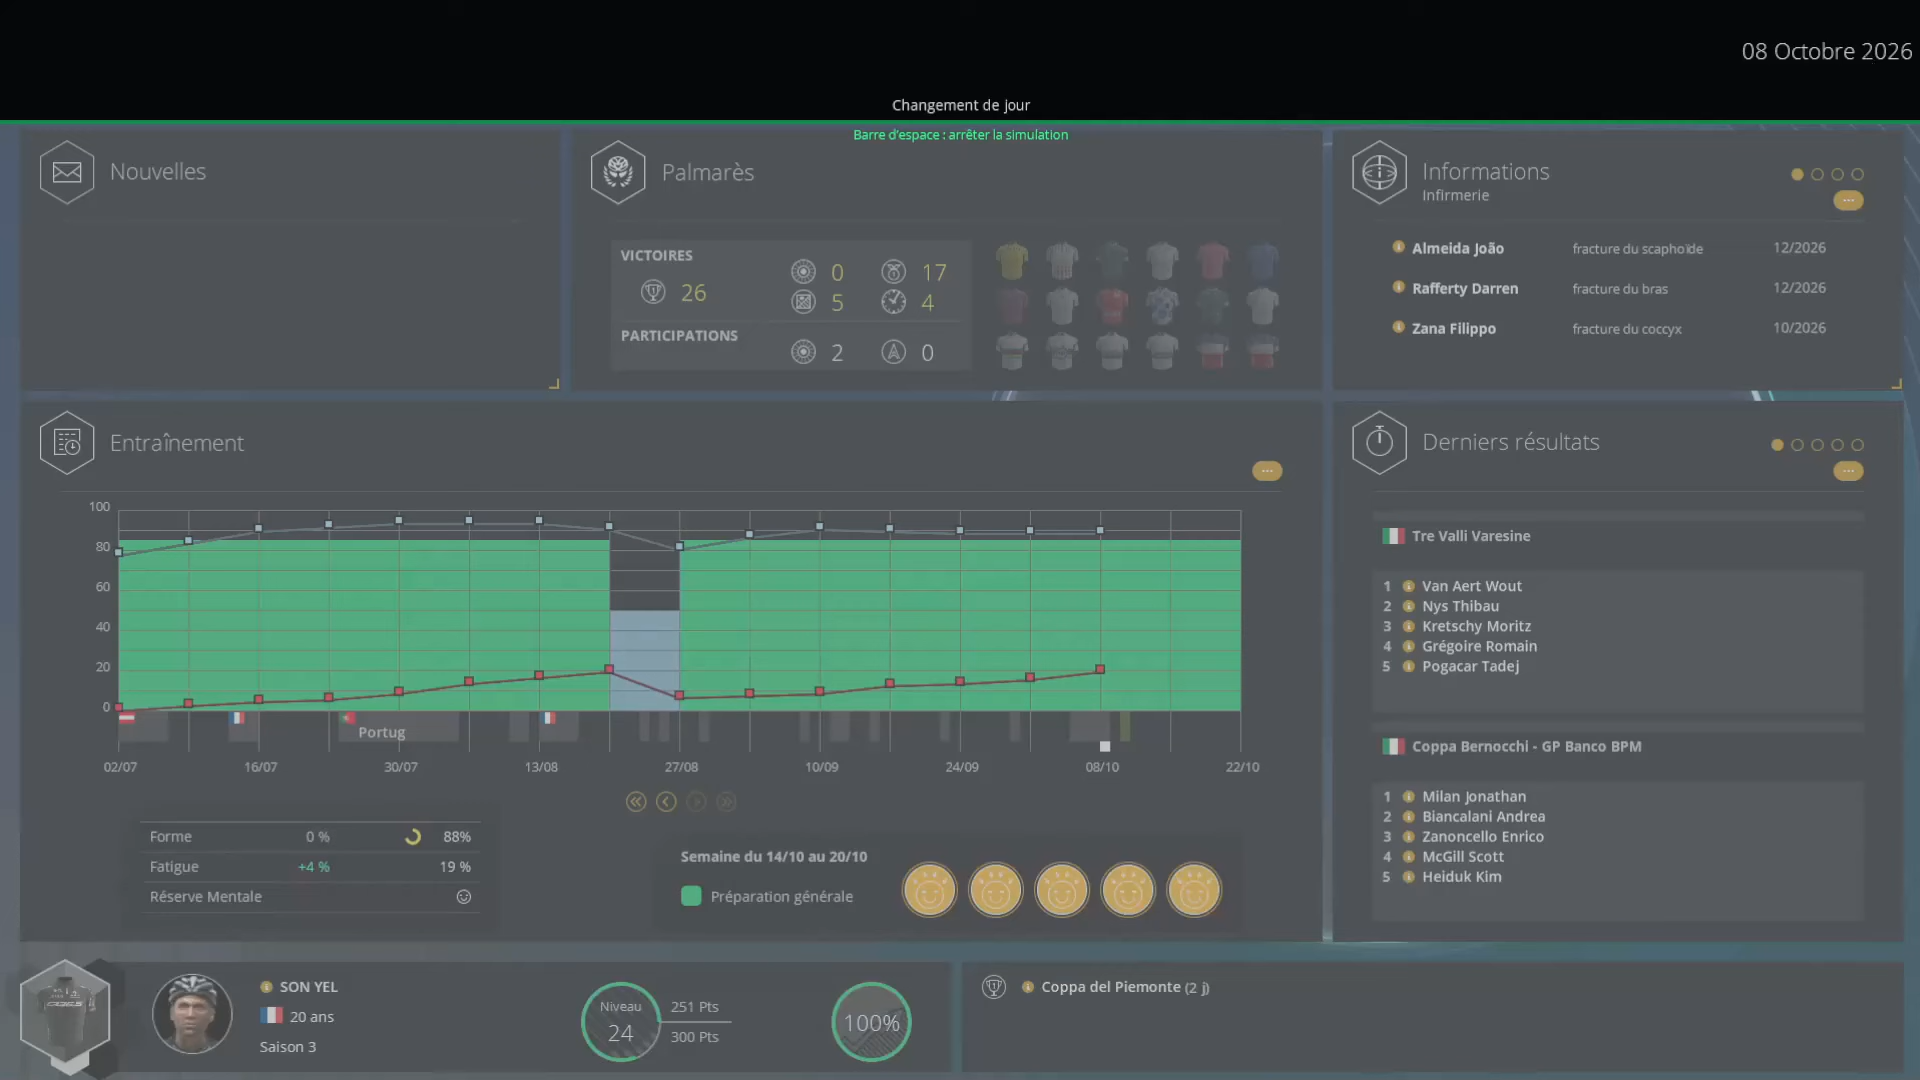 08 Octobre 2026
Changement de jour
Barre d'espace : arrêter la simulation
Nouvelles
Palmarès
VICTOIRES
26
0
17
5
4
PARTICIPATIONS
2
0
Informations
Infirmerie
Almeida João fracture du scaphoïde 12/2026
Rafferty Darren fracture du bras 12/2026
Zana Filippo fracture du coccyx 10/2026
Entraînement
100
80
60
40
20
0
Portug
02/07 16/07 30/07 13/08 27/08 10/09 24/09 08/10 22/10
Forme 0 % 88%
Fatigue +4 % 19 %
Réserve Mentale
Semaine du 14/10 au 20/10
Préparation générale
Derniers résultats
Tre Valli Varesine
1 Van Aert Wout
2 Nys Thibau
3 Kretschy Moritz
4 Grégoire Romain
5 Pogacar Tadej
Coppa Bernocchi - GP Banco BPM
1 Milan Jonathan
2 Biancalani Andrea
3 Zanoncello Enrico
4 McGill Scott
5 Heiduk Kim
SON YEL
20 ans
Saison 3
Niveau
24
251 Pts
300 Pts
100%
Coppa del Piemonte (2 j)